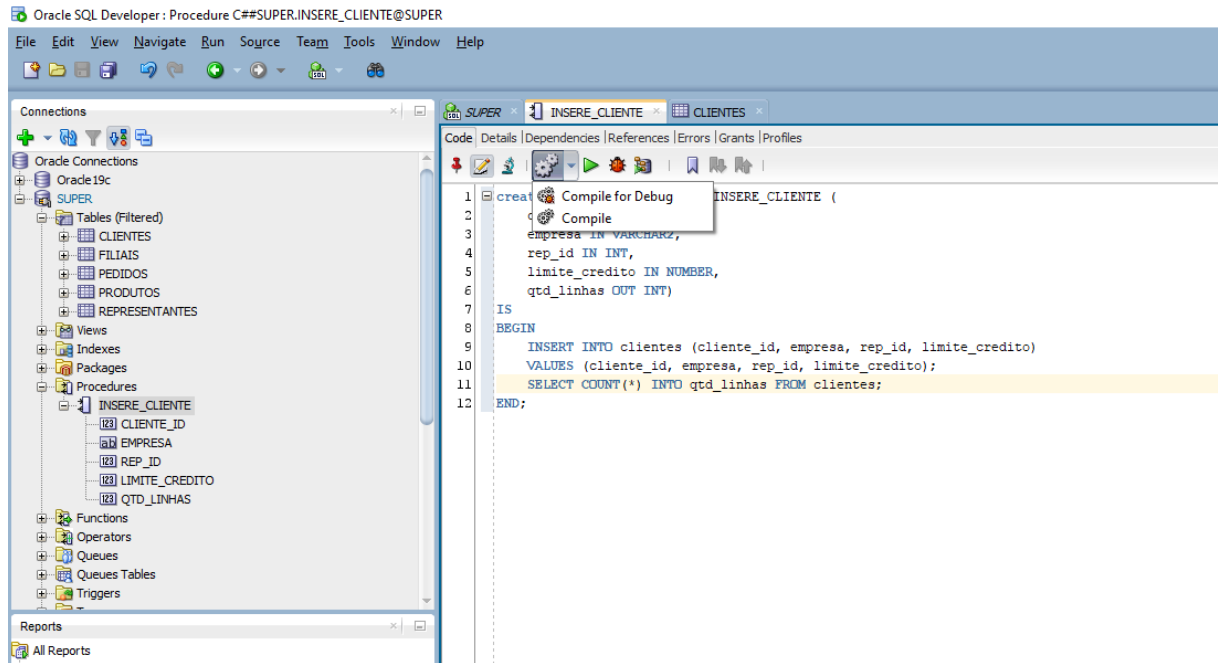 Oracle SQL Developer : Procedure C##SUPER.INSERE_CLIENTE@SUPER
File Edit View Navigate Run Source Team Tools Window Help
Connections
Oracle Connections
Oracle19c
SUPER
Tables (Filtered)
CLIENTES
FILIAIS
PEDIDOS
PRODUTOS
REPRESENTANTES
Views
Indexes
Packages
Procedures
INSERE_CLIENTE
CLIENTE_ID
EMPRESA
REP_ID
LIMITE_CREDITO
QTD_LINHAS
Functions
Operators
Queues
Queues Tables
Triggers
Reports
All Reports
SUPER INSERE_CLIENTE CLIENTES
Code Details Dependencies References Errors Grants Profiles
Compile for Debug
Compile
1 creat INSERE_CLIENTE (
2
3 empresa IN VARCHAR2,
4 rep_id IN INT,
5 limite_credito IN NUMBER,
6 qtd_linhas OUT INT)
7 IS
8 BEGIN
9 INSERT INTO clientes (cliente_id, empresa, rep_id, limite_credito)
10 VALUES (cliente_id, empresa, rep_id, limite_credito);
11 SELECT COUNT(*) INTO qtd_linhas FROM clientes;
12 END;